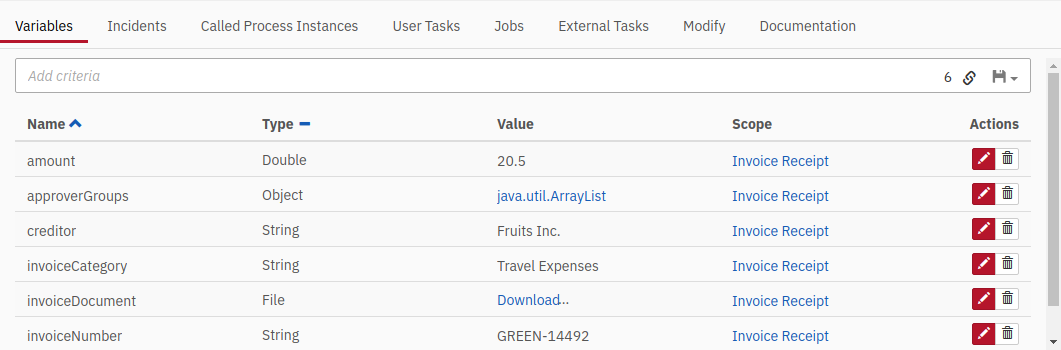 Variables Incidents Called Process Instances User Tasks Jobs External Tasks Modify Documentation
Add criteria 6
Name Type Value Scope Actions
amount Double 20.5 Invoice Receipt
approverGroups Object java.util.ArrayList Invoice Receipt
creditor String Fruits Inc. Invoice Receipt
invoiceCategory String Travel Expenses Invoice Receipt
invoiceDocument File Download... Invoice Receipt
invoiceNumber String GREEN-14492 Invoice Receipt